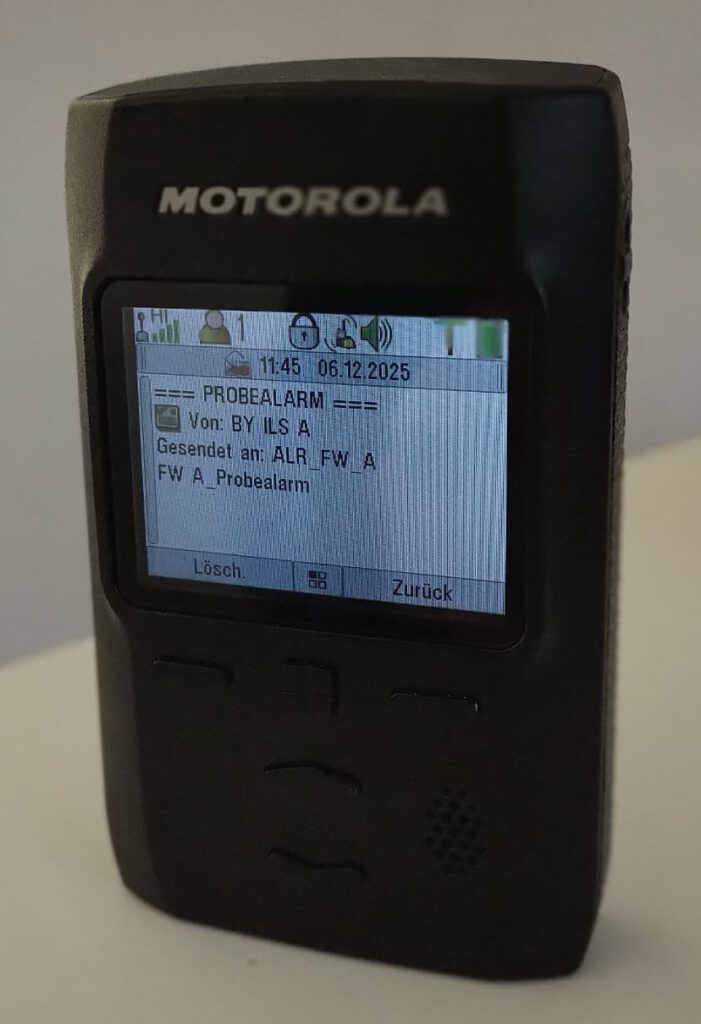 MOTOROLA
HI
1
11:45 06.12.2025
=== PROBEALARM ===
Von: BY ILS A
Gesendet an: ALR_FW_A
FW A_Probealarm
Lösch.
Zurück